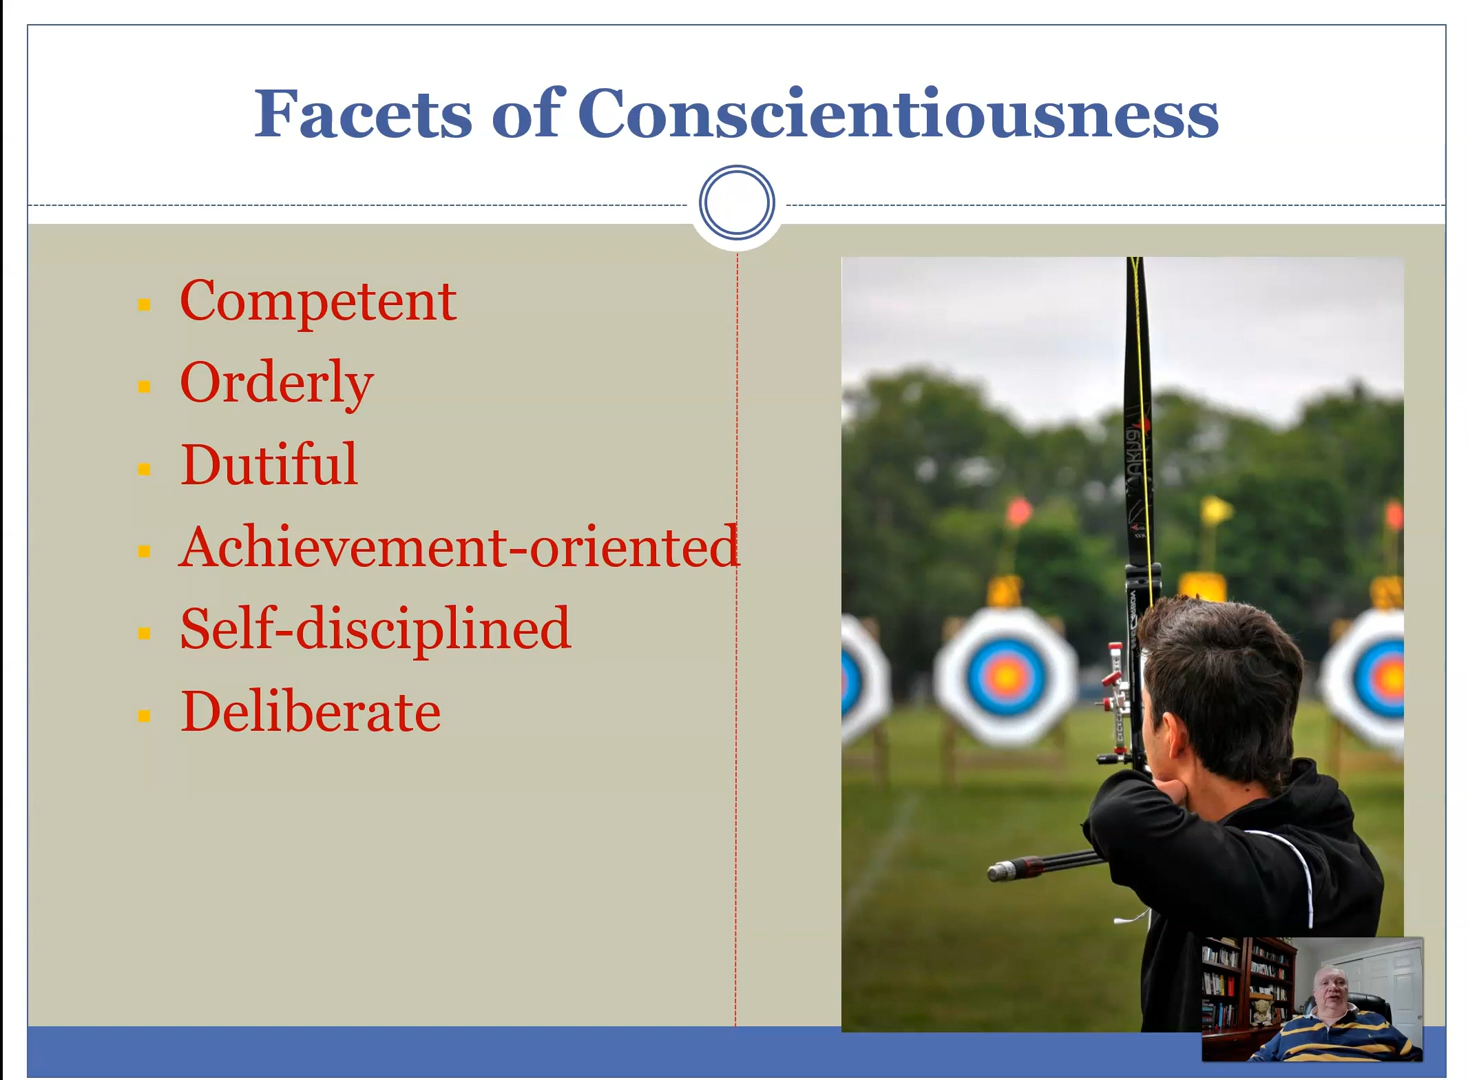 Facets of Conscientiousness
Competent
Orderly
Dutiful
Achievement-oriented
Self-disciplined
Deliberate